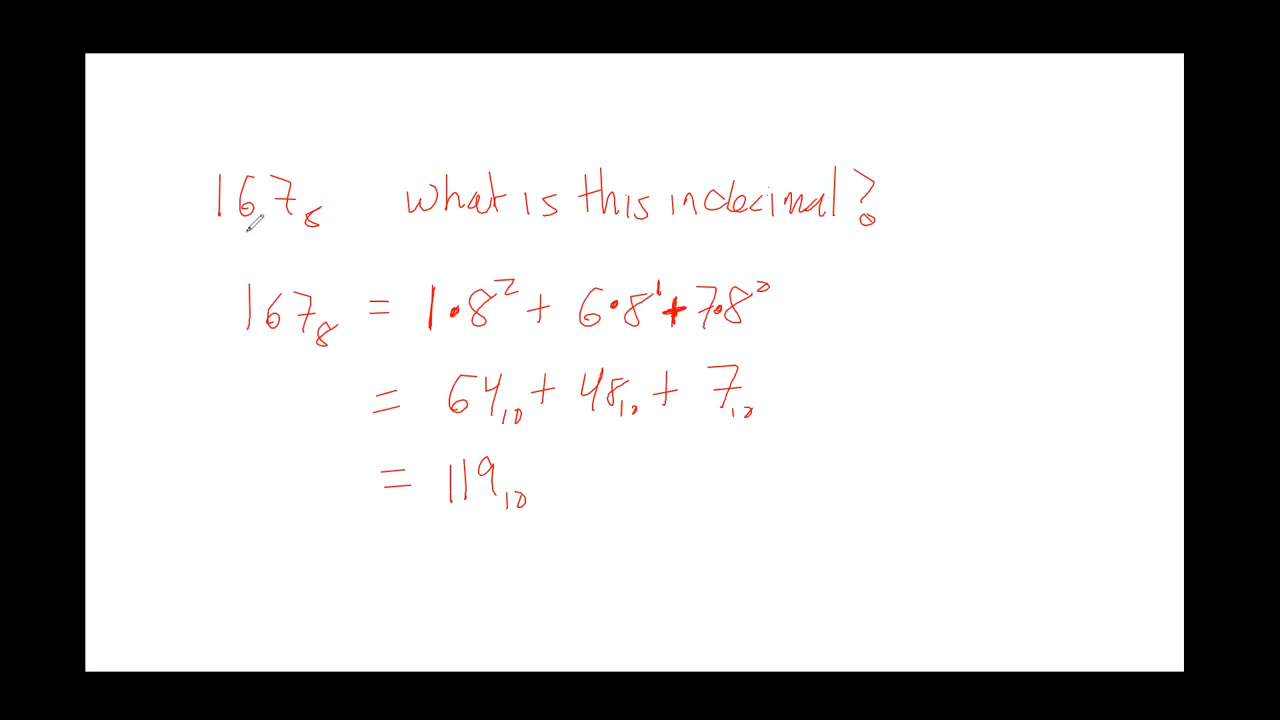 167₈ What is this in decimal?
167₈ = 1•8² + 6•8¹ + 7•8⁰
= 64₁₀ + 48₁₀ + 7₁₀
= 119₁₀